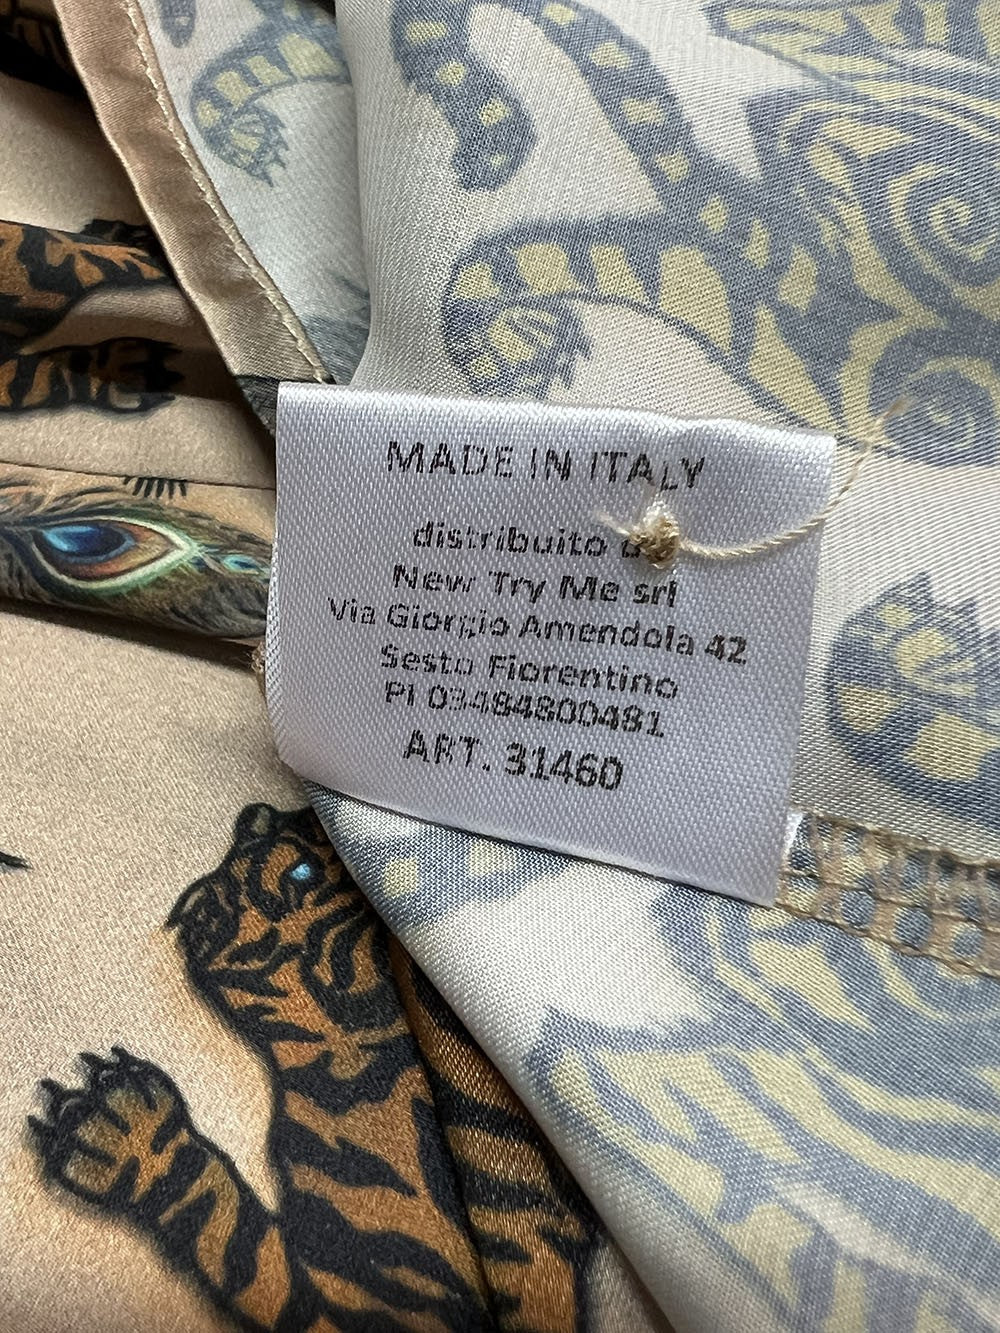 MADE IN ITALY
distribuito
New Try Me srl
Via Giorgio Amendola 42
Sesto Fiorentino
PI 03484800481
ART. 31460